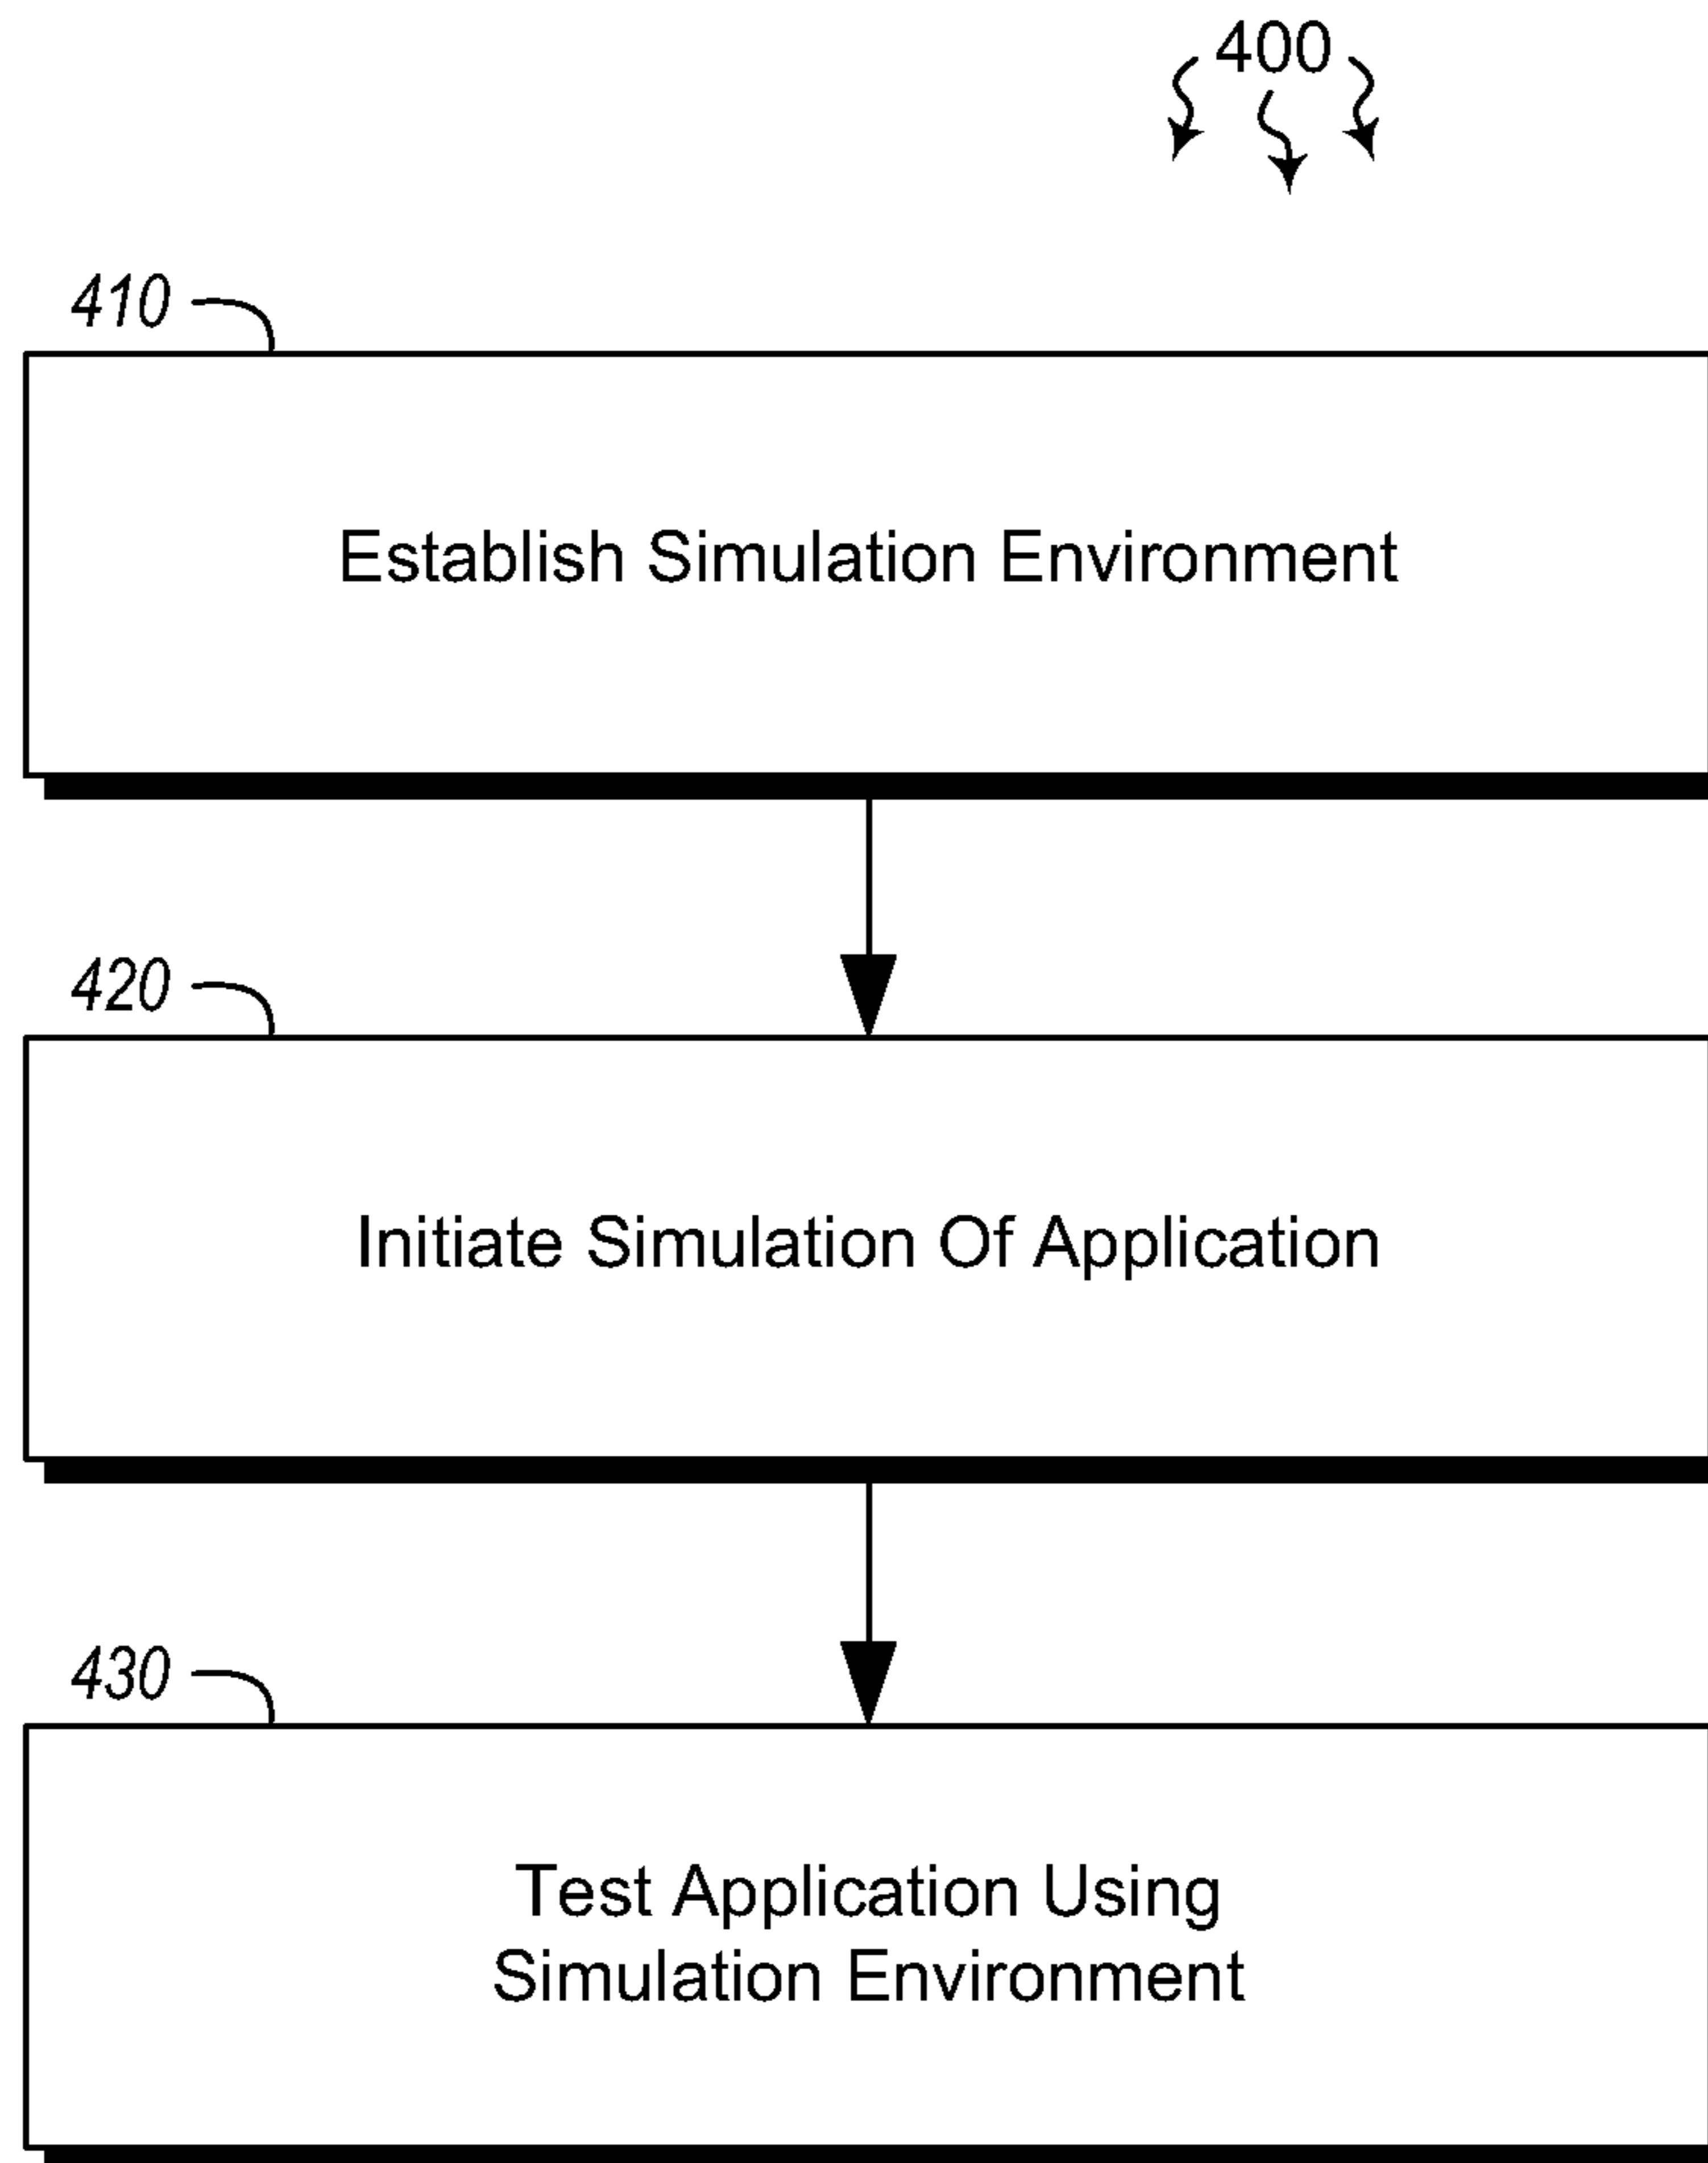 400
410
Establish Simulation Environment
420
Initiate Simulation Of Application
430
Test Application Using
Simulation Environment